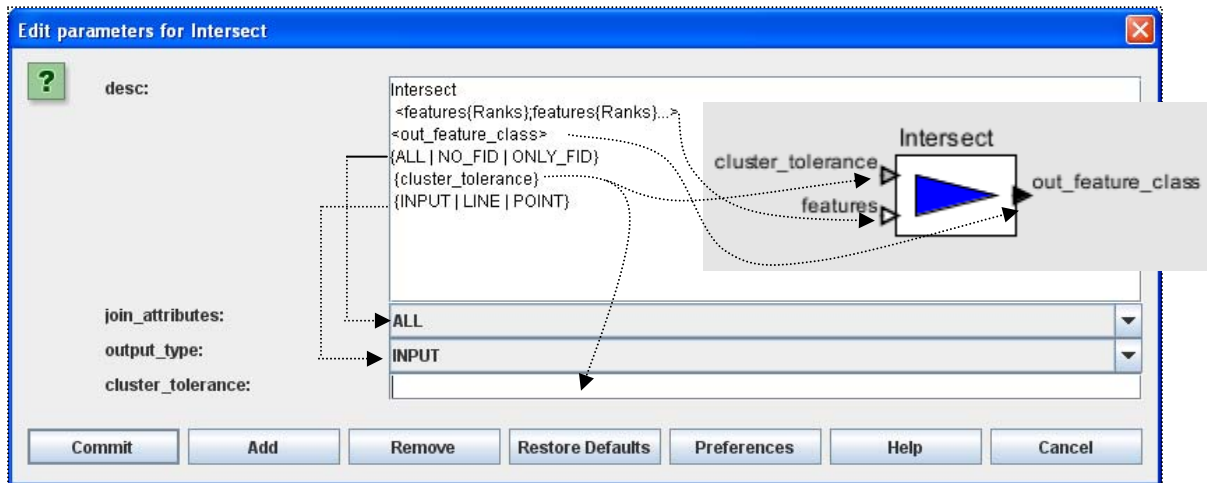 Edit parameters for Intersect
?
desc:
Intersect
<features{Ranks};features{Ranks}...>
<out_feature_class>
{ALL | NO_FID | ONLY_FID}
{cluster_tolerance}
{INPUT | LINE | POINT}
Intersect
cluster_tolerance
features
out_feature_class
join_attributes:
ALL
output_type:
INPUT
cluster_tolerance:
Commit
Add
Remove
Restore Defaults
Preferences
Help
Cancel